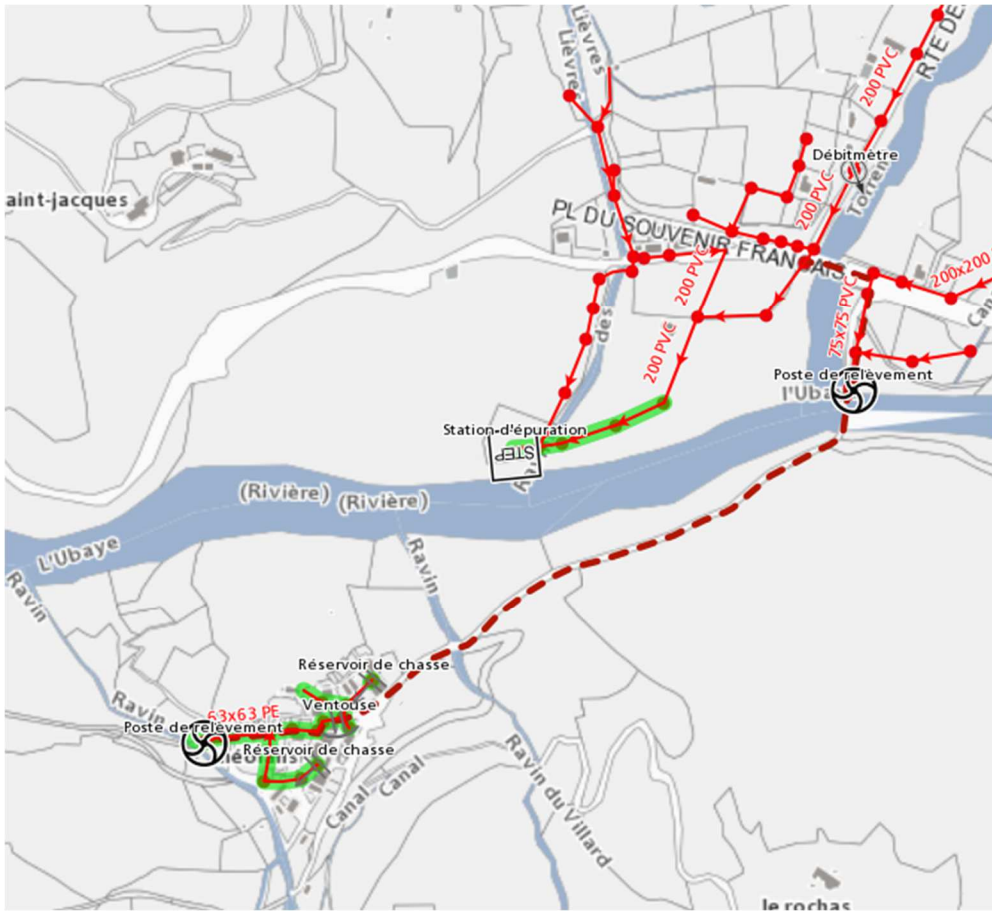 Lièvres
Lièvres
RTE DE
200 PVC
Débitmètre
Torren
200 PVC
aint-jacques
PL DU SOUVENIR FRANÇAIS
200 PVC
200x200
Can
75x75 PVC
des
200 PVC
Poste de relèvement
l'Uba
Station d'épuration
STEP
(Rivière)
(Rivière)
L'Ubaye
Ravin
Ravin
Réservoir de chasse
Ravin
63x63 PE
Ventouse
Poste de relèvement
Réservoir de chasse
Canal
Canal
Ravin du Villard
le rochas